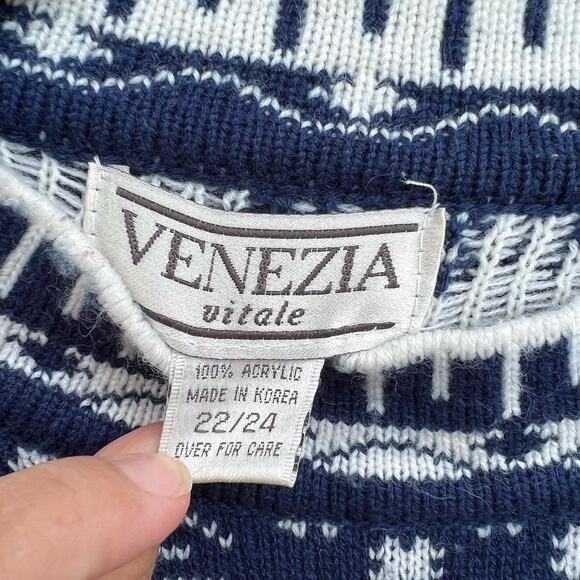 VENEZIA
vitale
100% ACRYLIC
MADE IN KOREA
22/24
OVER FOR CARE